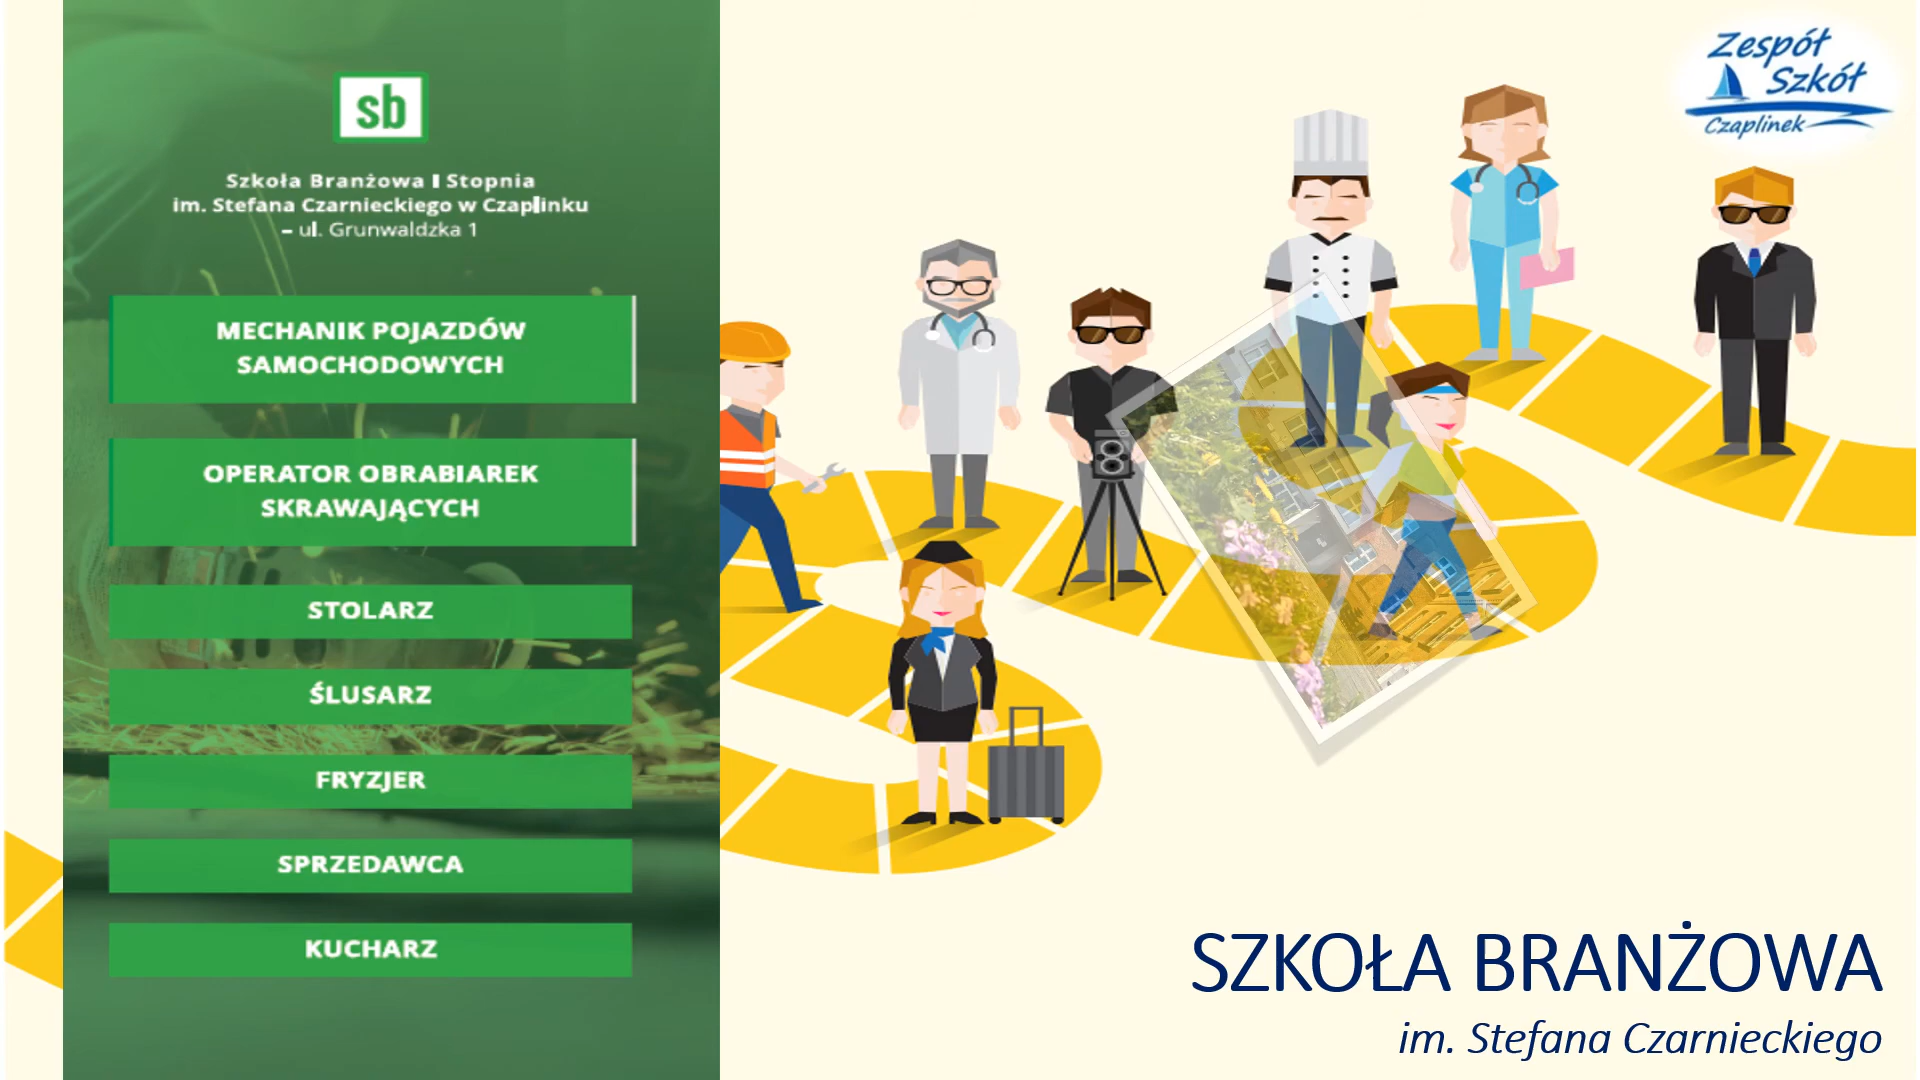 sb
Szkoła Branżowa I Stopnia
im. Stefana Czarnieckiego w Czaplinku
– ul. Grunwaldzka 1
MECHANIK POJAZDÓW
SAMOCHODOWYCH
OPERATOR OBRABIAREK
SKRAWAJĄCYCH
STOLARZ
ŚLUSARZ
FRYZJER
SPRZEDAWCA
KUCHARZ
Zespół
Szkół
Czaplinek
SZKOŁA BRANŻOWA
im. Stefana Czarnieckiego